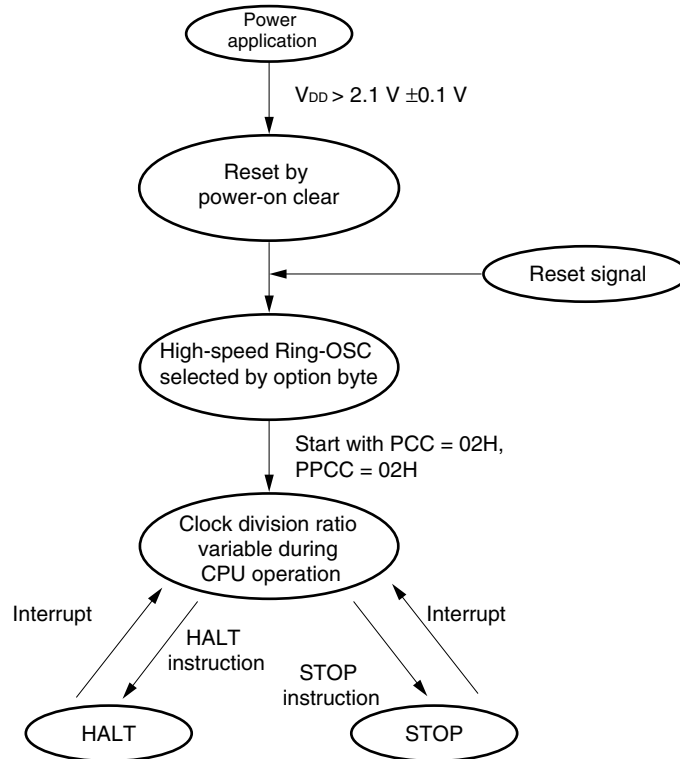 Power
application
VDD > 2.1 V ±0.1 V
Reset by
power-on clear
Reset signal
High-speed Ring-OSC
selected by option byte
Start with PCC = 02H,
PPCC = 02H
Clock division ratio
variable during
CPU operation
Interrupt
Interrupt
HALT
instruction
STOP
instruction
HALT
STOP